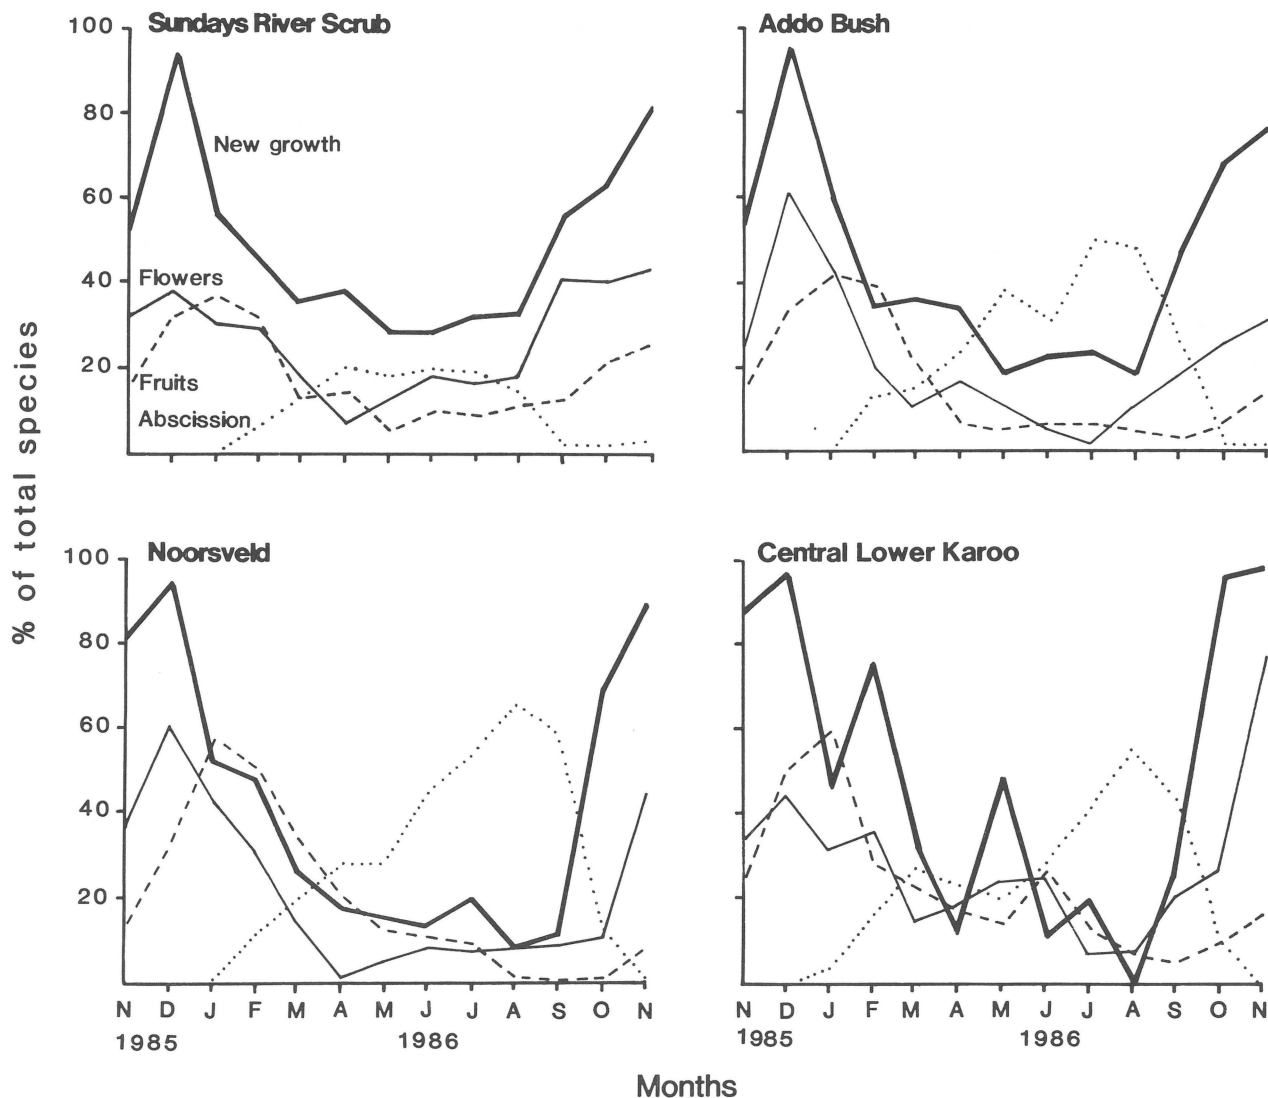 Sundays River Scrub
Addo Bush
100
80
60
40
20
New growth
Flowers
Fruits
Abscission
% of total species
Noorsveld
Central Lower Karoo
100
80
60
40
20
N D J F M A M J J A S O N
N D J F M A M J J A S O N
1985 1986
1985 1986
Months